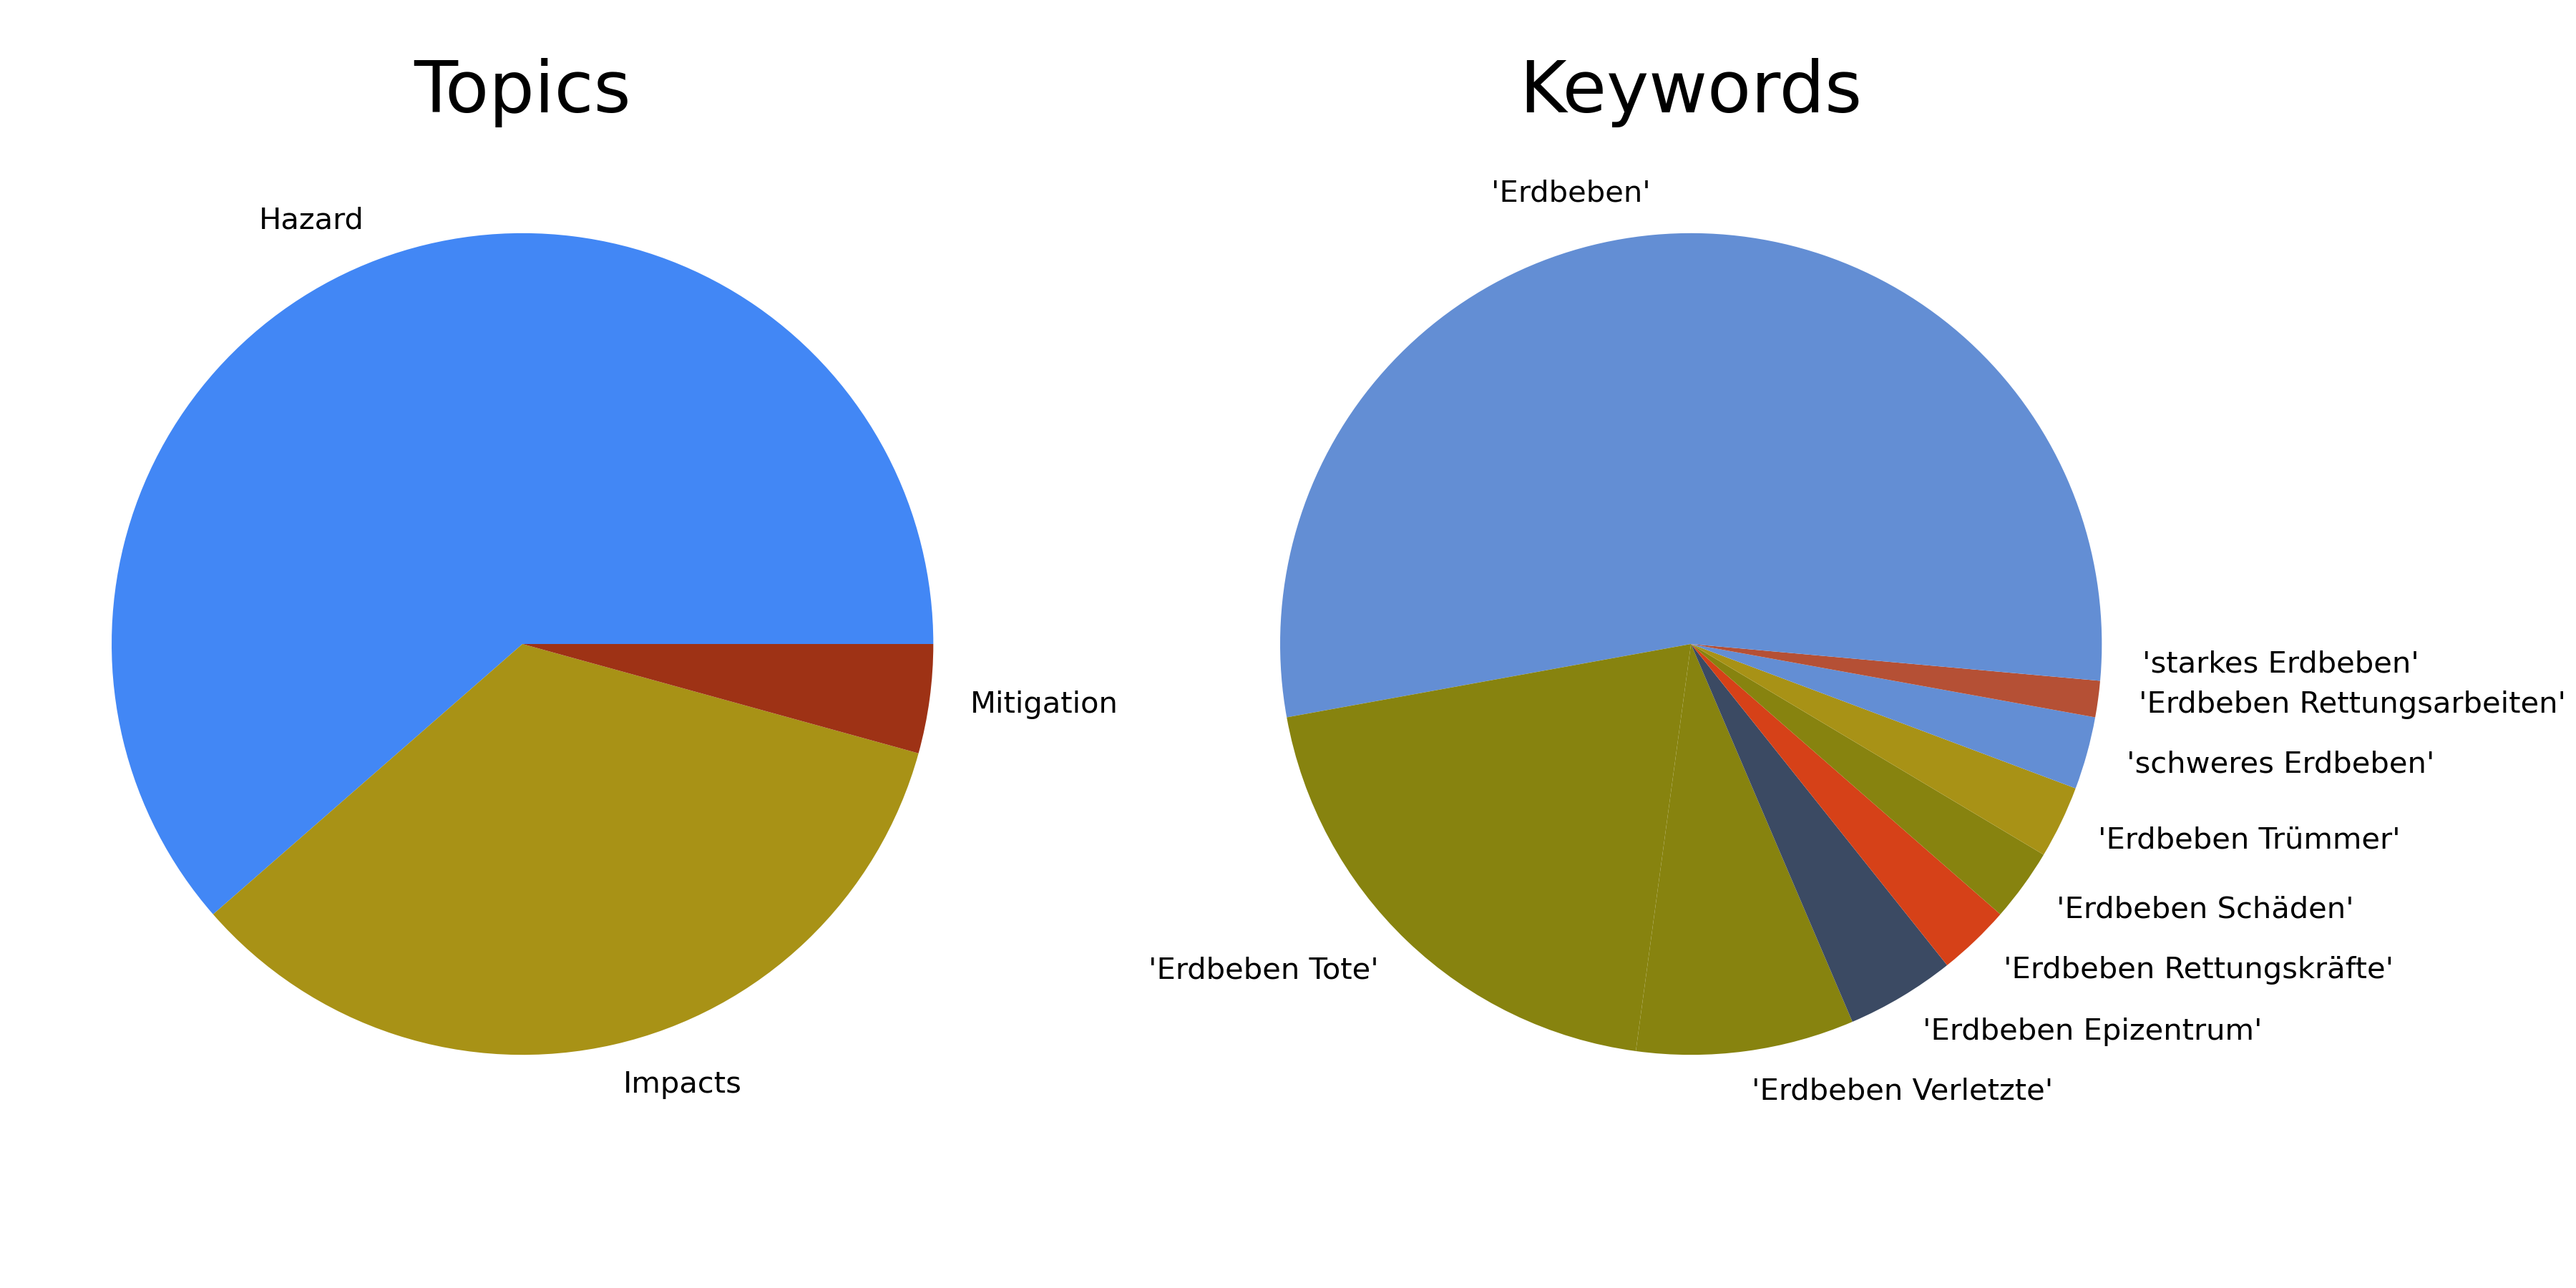 Topics
Hazard
Mitigation
Impacts
Keywords
'Erdbeben'
'starkes Erdbeben'
'Erdbeben Rettungsarbeiten'
'schweres Erdbeben'
'Erdbeben Trümmer'
'Erdbeben Schäden'
'Erdbeben Rettungskräfte'
'Erdbeben Epizentrum'
'Erdbeben Verletzte'
'Erdbeben Tote'